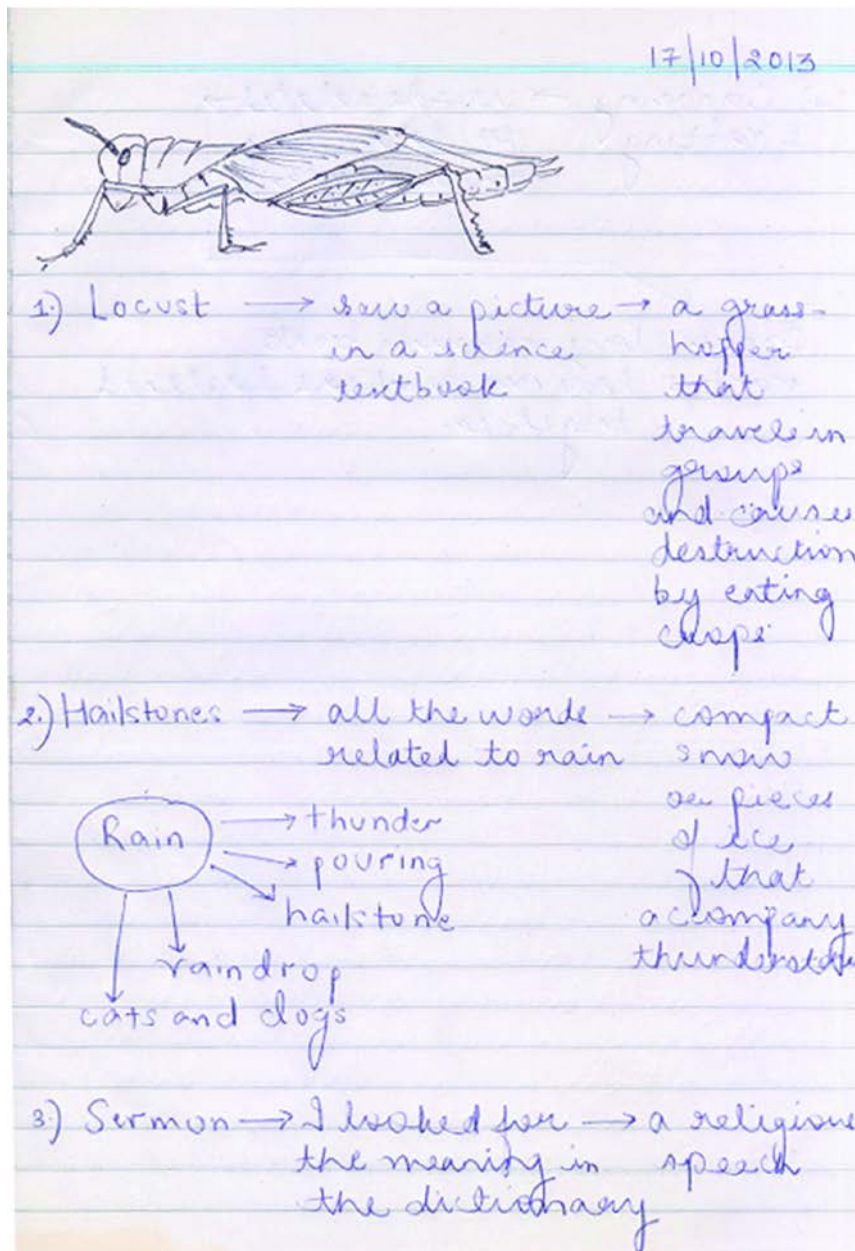 17/10/2013
1.) Locust → saw a picture → a grass-
in a science hopper
textbook that
travels in
groups
and causes
destruction
by eating
crops
2.) Hailstones → all the words → compact
related to rain snow
or pieces
of ice
that
accompany
Rain → thunder
→ pouring
→ hailstone
raindrop
cats and dogs
3.) Sermon → I looked for → a religious
the meaning in speech
the dictionary